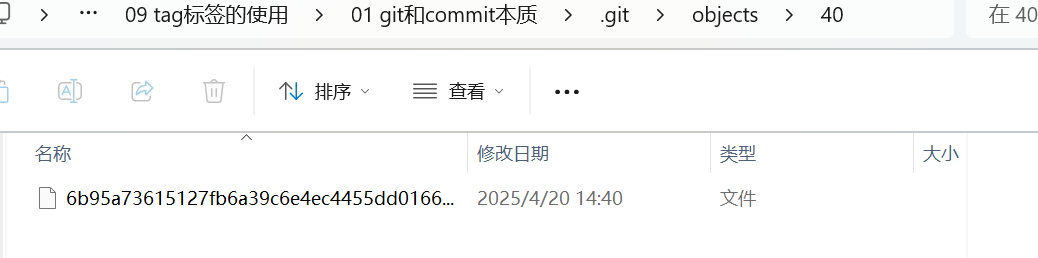 … > 09 tag标签的使用 > 01 git和commit本质 > .git > objects > 40 在 40
排序 查看 •••
名称 修改日期 类型 大小
6b95a73615127fb6a39c6e4ec4455dd0166... 2025/4/20 14:40 文件